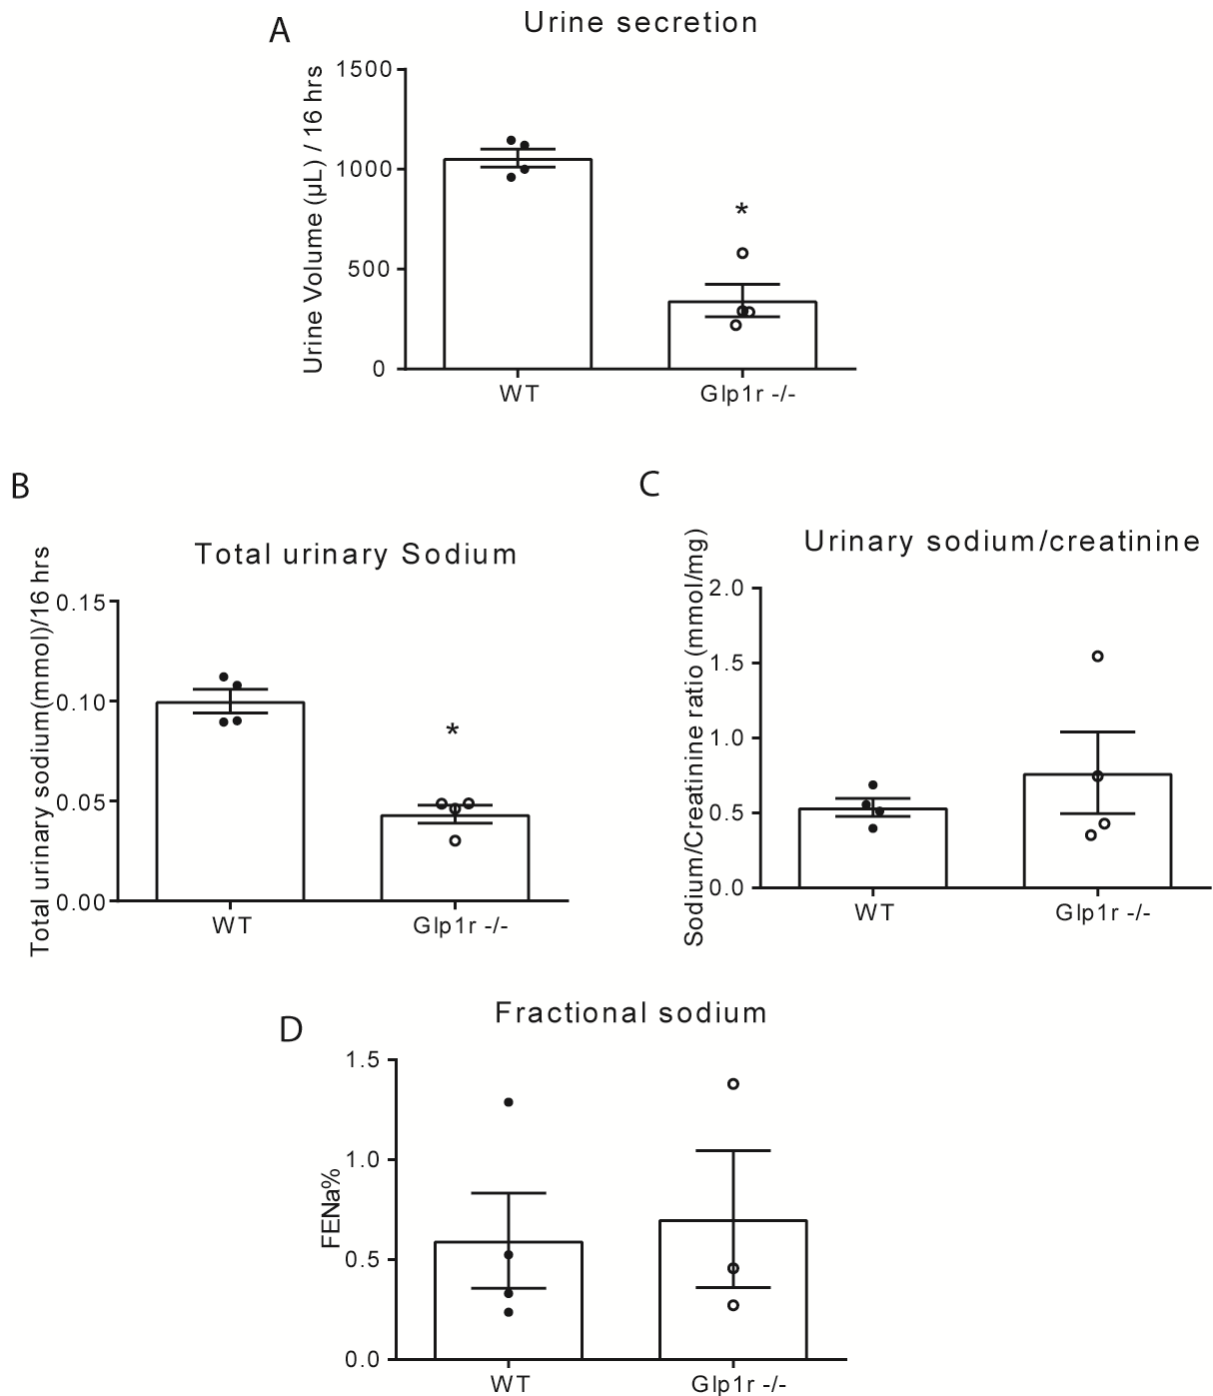 A
Urine secretion
Urine Volume (µL) / 16 hrs
1500
1000
500
0
*
WT
Glp1r -/-
B
Total urinary Sodium
Total urinary sodium(mmol)/16 hrs
0.15
0.10
0.05
0.00
*
WT
Glp1r -/-
C
Urinary sodium/creatinine
Sodium/Creatinine ratio (mmol/mg)
2.0
1.5
1.0
0.5
0.0
WT
Glp1r -/-
D
Fractional sodium
FENa%
1.5
1.0
0.5
0.0
WT
Glp1r -/-